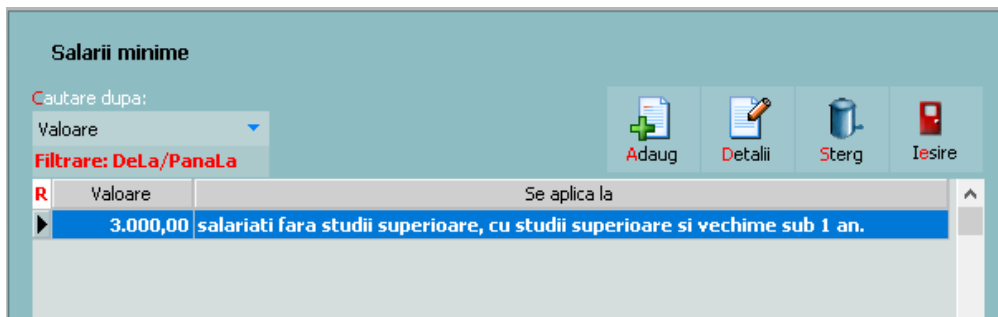 Salarii minime
Cautare dupa:
Valoare
Filtrare: DeLa/PanaLa
Adaug Detalii Sterg Iesire
R Valoare Se aplica la
3.000,00 salariati fara studii superioare, cu studii superioare si vechime sub 1 an.